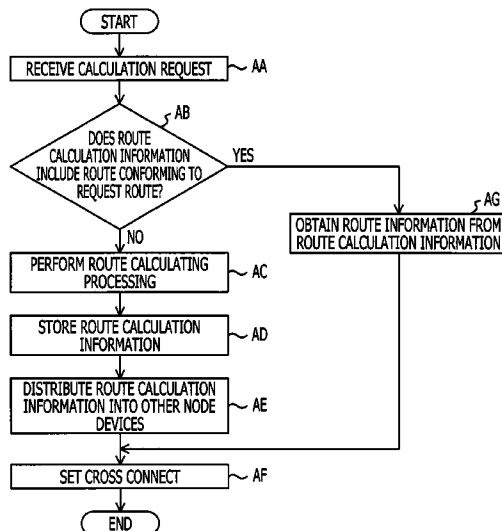 START
RECEIVE CALCULATION REQUEST
AA
AB
DOES ROUTE
CALCULATION INFORMATION
INCLUDE ROUTE CONFORMING TO
REQUEST ROUTE?
YES
AG
OBTAIN ROUTE INFORMATION FROM
ROUTE CALCULATION INFORMATION
NO
PERFORM ROUTE CALCULATING
PROCESSING
AC
STORE ROUTE CALCULATION
INFORMATION
AD
DISTRIBUTE ROUTE CALCULATION
INFORMATION INTO OTHER NODE
DEVICES
AE
SET CROSS CONNECT
AF
END